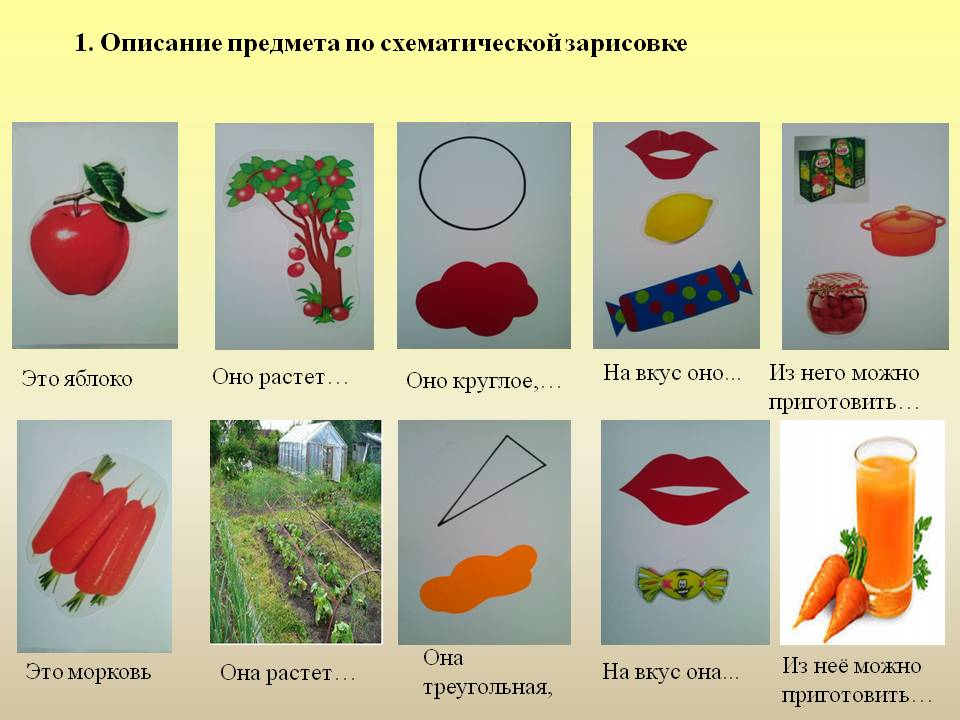 1. Описание предмета по схематической зарисовке
Это яблоко
Оно растет…
Оно круглое,…
На вкус оно...
Из него можно
приготовить…
Это морковь
Она растет…
Она
треугольная,
На вкус она...
Из неё можно
приготовить…